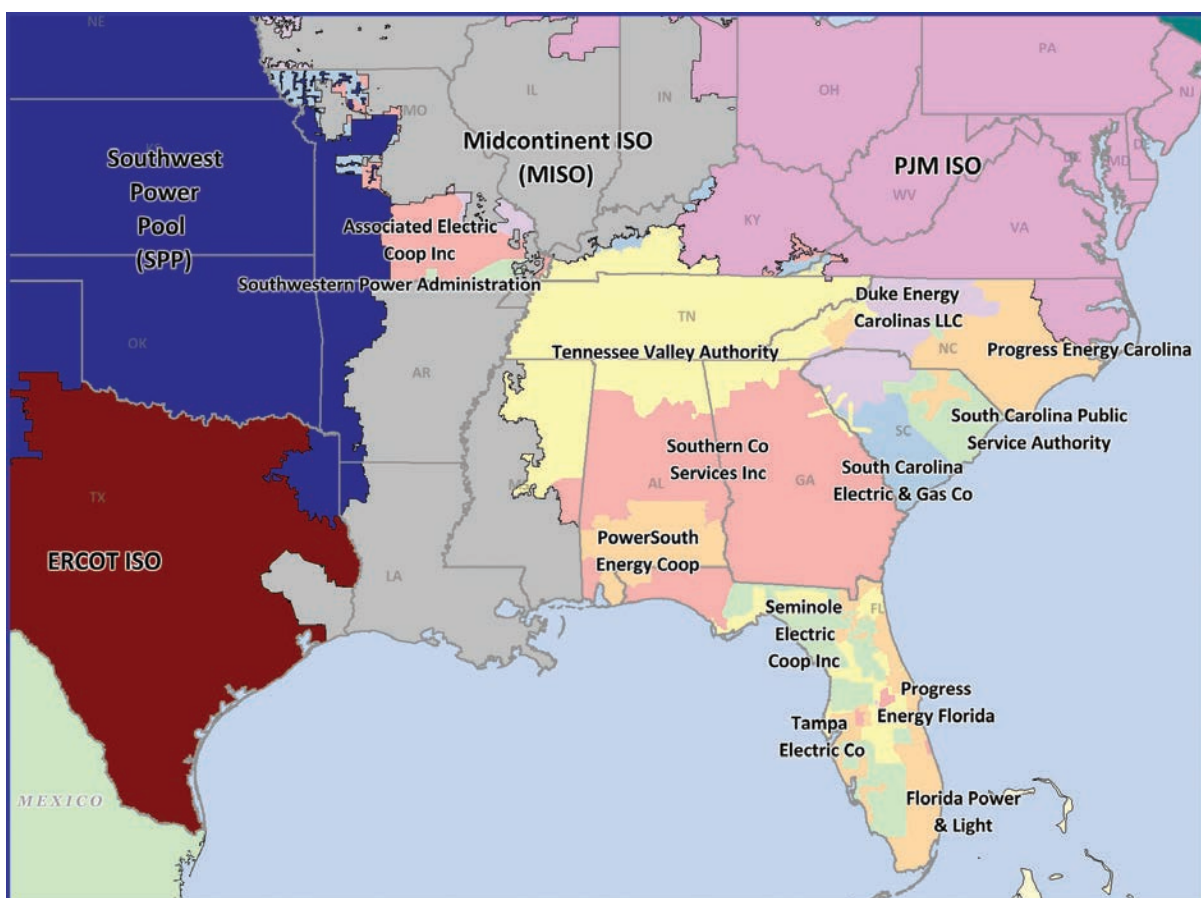 NE
PA
MO
IL
IN
OH
NJ
Midcontinent ISO
(MISO)
PJM ISO
DE
MD
DC
WV
Southwest
Power
Pool
(SPP)
KY
VA
Associated Electric
Coop Inc
Southwestern Power Administration
Duke Energy
Carolinas LLC
TN
OK
NC
Progress Energy Carolina
Tennessee Valley Authority
AR
South Carolina Public
Service Authority
SC
Southern Co
Services Inc
South Carolina
Electric & Gas Co
AL
GA
TX
PowerSouth
Energy Coop
ERCOT ISO
LA
Seminole
Electric
Coop Inc
FL
Progress
Energy Florida
Tampa
Electric Co
MEXICO
Florida Power
& Light